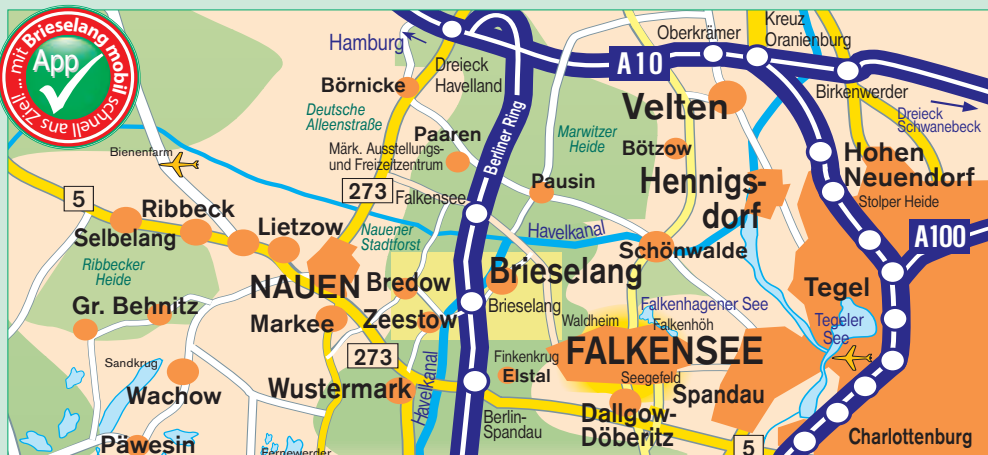 ...mit Brieselang mobil schnell ans Ziel!
App
Hamburg
Dreieck
Havelland
Börnicke
Deutsche
Alleenstraße
Paaren
Märk. Ausstellungs-
und Freizeitzentrum
273
Falkensee
Berliner Ring
A10
Oberkrämer
Kreuz
Oranienburg
Birkenwerder
Dreieck
Schwanebeck
Velten
Marwitzer
Heide
Bötzow
Pausin
Hennigs-
dorf
Hohen
Neuendorf
Stolper Heide
A100
Bienenfarm
5
Ribbeck
Selbelang
Lietzow
Ribbecker
Heide
Nauener
Stadtforst
Havelkanal
Schönwalde
NAUEN
Bredow
Brieselang
Brieselang
Gr. Behnitz
Markee
Zeestow
Waldheim
Falkenhagener See
Falkenhöh
Tegel
Tegeler
See
273
Sandkrug
Wachow
Wustermark
Havelkanal
Finkenkrug
Elstal
FALKENSEE
Seegefeld
Spandau
Dallgow-
Döberitz
Berlin-
Spandau
5
Charlottenburg
Päwesin
Ferneweder